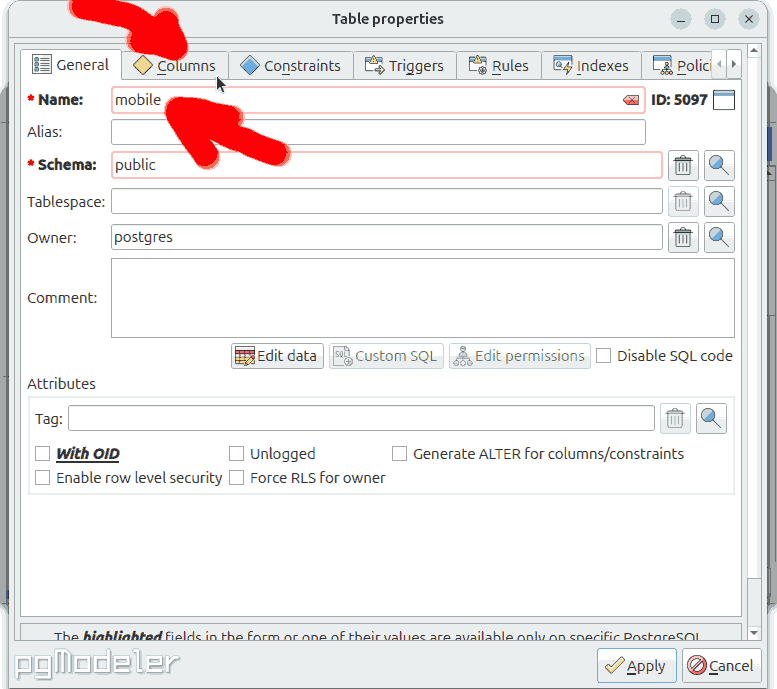 Table properties
General Columns Constraints Triggers Rules Indexes Polici
* Name: mobile ID: 5097
Alias:
* Schema: public
Tablespace:
Owner: postgres
Comment:
Edit data Custom SQL Edit permissions Disable SQL code
Attributes
Tag:
With OID Unlogged Generate ALTER for columns/constraints
Enable row level security Force RLS for owner
The highlighted fields in the form or one of their values are available only on specific PostgreSQL
pgModeler Apply Cancel